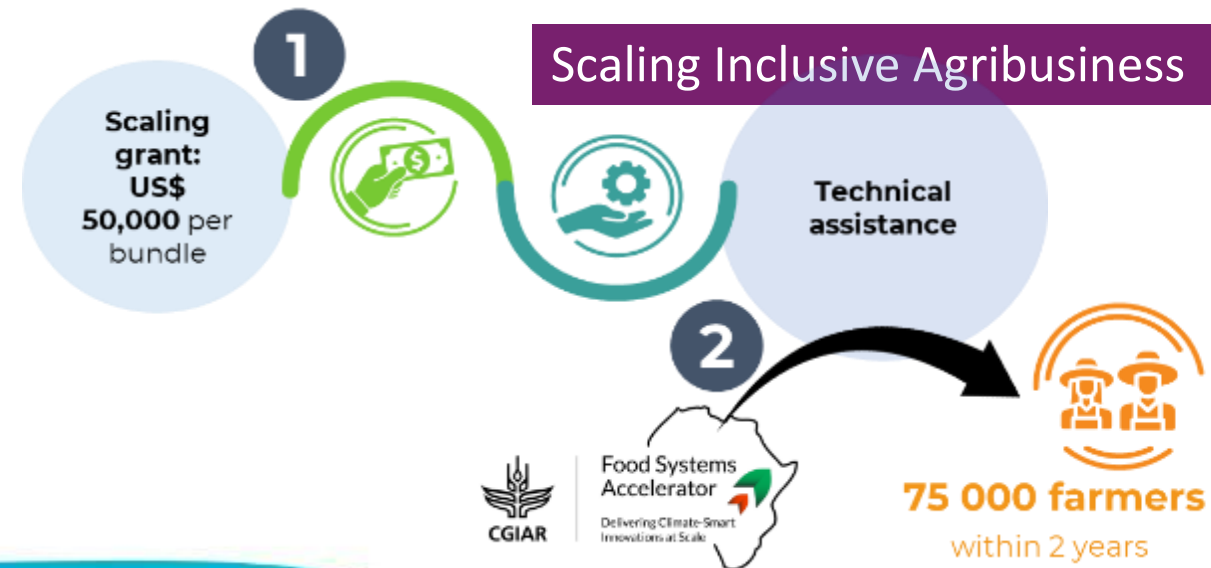 Scaling Inclusive Agribusiness
1
Scaling
grant:
US$
50,000 per
bundle
$
Technical
assistance
2
CGIAR
Food Systems
Accelerator
Delivering Climate-Smart
Innovations at Scale
75 000 farmers
within 2 years